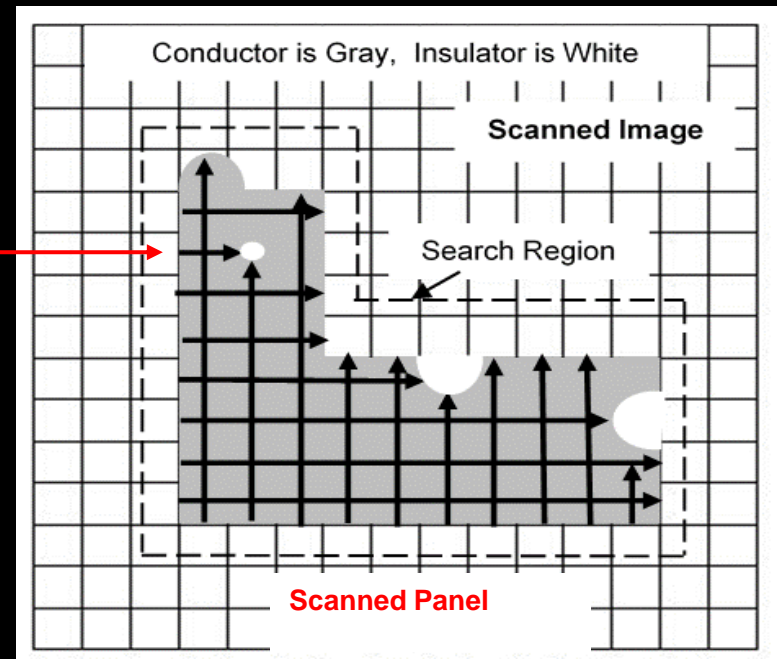 Conductor is Gray, Insulator is White
Scanned Image
Search Region
Scanned Panel